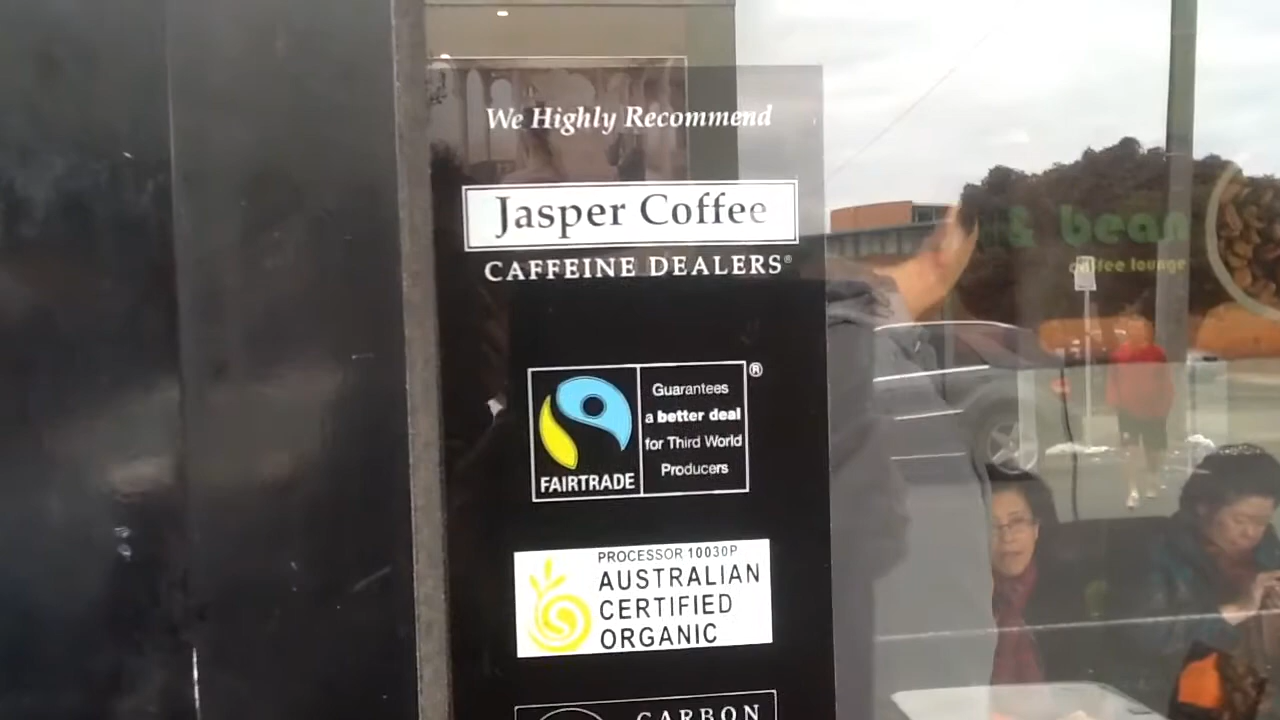 We Highly Recommend
Jasper Coffee
CAFFEINE DEALERS®
®
Guarantees
a better deal
for Third World
Producers
FAIRTRADE
PROCESSOR 10030P
AUSTRALIAN
CERTIFIED
ORGANIC
CARBON
& bean
coffee lounge